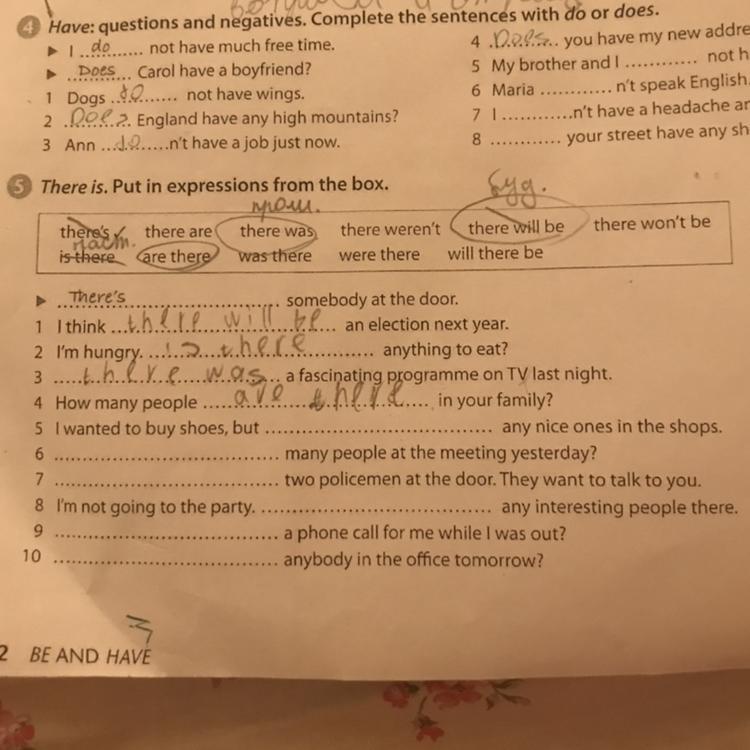 4 Have: questions and negatives. Complete the sentences with do or does.
▶ I ...do....... not have much free time.
▶ .Does... Carol have a boyfriend?
1 Dogs ..do...... not have wings.
2 .Does. England have any high mountains?
3 Ann ...do.....n't have a job just now.
4 .Does... you have my new addre
5 My brother and I ............ not h
6 Maria ............ n't speak English.
7 I ............n't have a headache an
8 ............ your street have any sh
5 There is. Put in expressions from the box.
буд.
прош.
there's there are there was there weren't there will be there won't be
наст.
is there are there was there were there will there be
▶ ..There's............................. somebody at the door.
1 I think ...there will be... an election next year.
2 I'm hungry. ...is there............ anything to eat?
3 .....there was... a fascinating programme on TV last night.
4 How many people .....are there.... in your family?
5 I wanted to buy shoes, but ........................................ any nice ones in the shops.
6 ........................................ many people at the meeting yesterday?
7 ........................................ two policemen at the door. They want to talk to you.
8 I'm not going to the party. ........................................ any interesting people there.
9 ........................................ a phone call for me while I was out?
10 ........................................ anybody in the office tomorrow?
2 BE AND HAVE